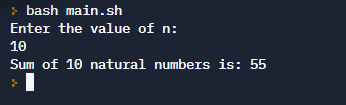 > bash main.sh
Enter the value of n:
10
Sum of 10 natural numbers is: 55
>